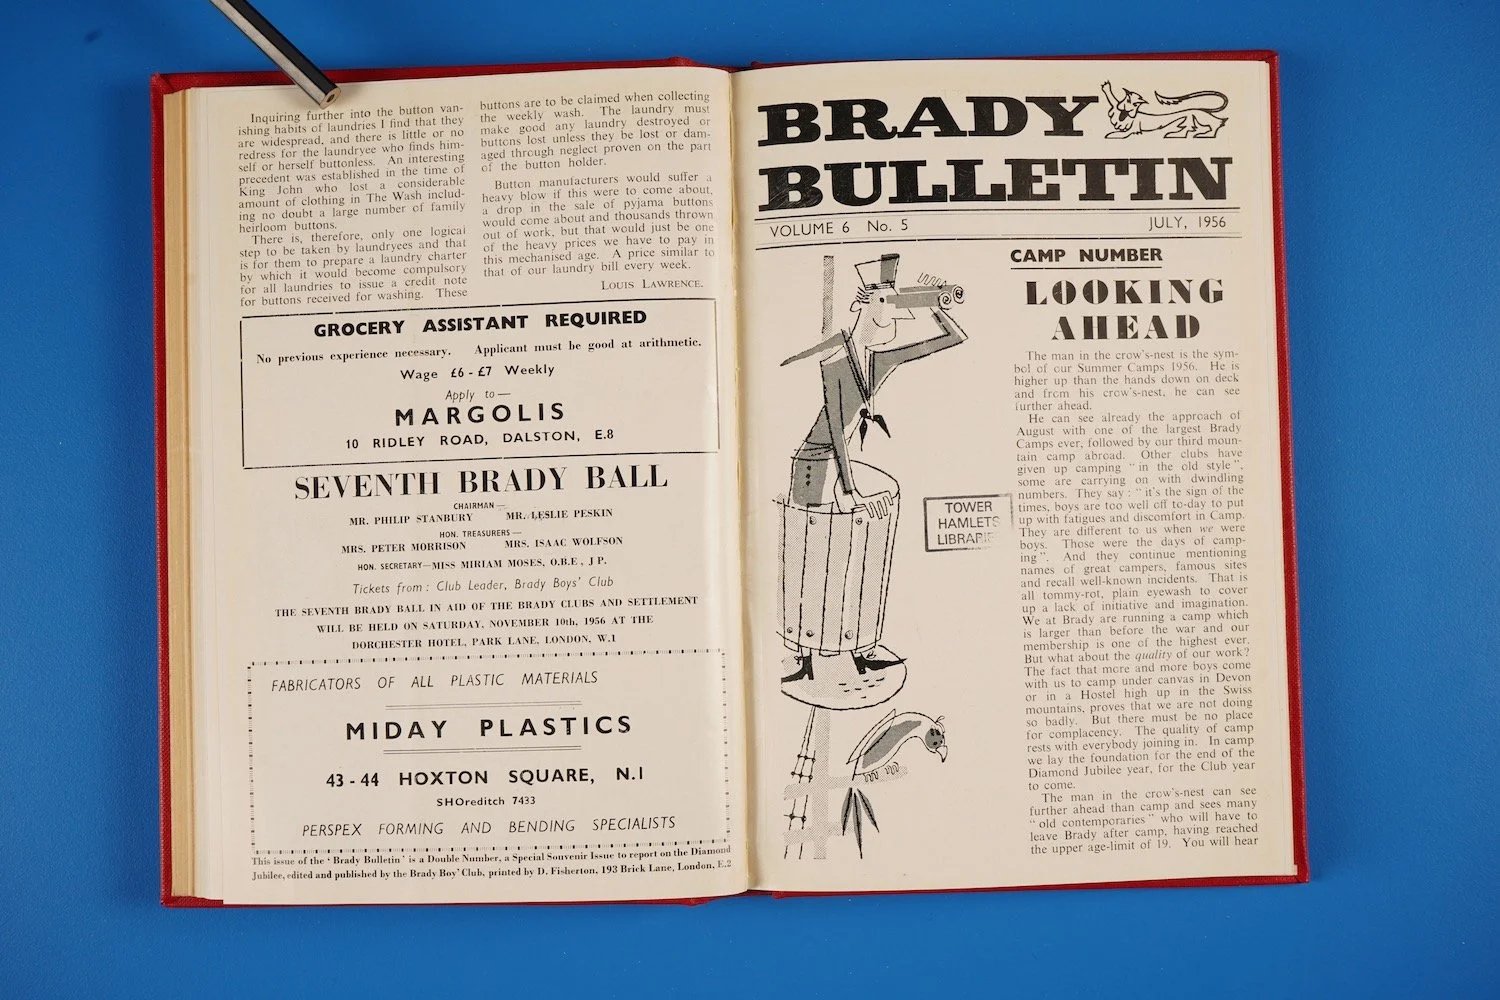 Inquiring further into the button van-
ishing habits of laundries I find that they
are widespread, and there is little or no
redress for the laundryee who finds him-
self or herself buttonless. An interesting
precedent was established in the time of
King John who lost a considerable
amount of clothing in The Wash includ-
ing no doubt a large number of family
heirloom buttons.
There is, therefore, only one logical
step to be taken by laundryees and that
is for them to prepare a laundry charter
by which it would become compulsory
for all laundries to issue a credit note
for buttons received for washing. These
buttons are to be claimed when collecting
the weekly wash. The laundry must
make good any laundry destroyed or
buttons lost unless they be lost or dam-
aged through neglect proven on the part
of the button holder.
Button manufacturers would suffer a
heavy blow if this were to come about,
a drop in the sale of pyjama buttons
would come about and thousands thrown
out of work, but that would just be one
of the heavy prices we have to pay in
this mechanised age. A price similar to
that of our laundry bill every week.
LOUIS LAWRENCE.
GROCERY ASSISTANT REQUIRED
No previous experience necessary. Applicant must be good at arithmetic.
Wage £6 - £7 Weekly
Apply to—
MARGOLIS
10 RIDLEY ROAD, DALSTON, E.8
SEVENTH BRADY BALL
CHAIRMAN—
MR. PHILIP STANBURY MR. LESLIE PESKIN
HON. TREASURERS—
MRS. PETER MORRISON MRS. ISAAC WOLFSON
HON. SECRETARY—MISS MIRIAM MOSES, O.B.E., J P.
Tickets from: Club Leader, Brady Boys' Club
THE SEVENTH BRADY BALL IN AID OF THE BRADY CLUBS AND SETTLEMENT
WILL BE HELD ON SATURDAY, NOVEMBER 10th, 1956 AT THE
DORCHESTER HOTEL, PARK LANE, LONDON, W.1
FABRICATORS OF ALL PLASTIC MATERIALS
MIDAY PLASTICS
43-44 HOXTON SQUARE, N.1
SHOreditch 7433
PERSPEX FORMING AND BENDING SPECIALISTS
This issue of the 'Brady Bulletin' is a Double Number, a Special Souvenir Issue to report on the Diamond
Jubilee, edited and published by the Brady Boy' Club, printed by D. Fisherton, 193 Brick Lane, London, E.2
BRADY
BULLETIN
VOLUME 6 No. 5 JULY, 1956
TOWER
HAMLETS
LIBRARIE
CAMP NUMBER
LOOKING
AHEAD
The man in the crow's-nest is the sym-
bol of our Summer Camps 1956. He is
higher up than the hands down on deck
and from his crow's-nest, he can see
further ahead.
He can see already the approach of
August with one of the largest Brady
Camps ever, followed by our third moun-
tain camp abroad. Other clubs have
given up camping "in the old style",
some are carrying on with dwindling
numbers. They say: "it's the sign of the
times, boys are too well off to-day to put
up with fatigues and discomfort in Camp.
They are different to us when we were
boys. Those were the days of camp-
ing". And they continue mentioning
names of great campers, famous sites
and recall well-known incidents. That is
all tommy-rot, plain eyewash to cover
up a lack of initiative and imagination.
We at Brady are running a camp which
is larger than before the war and our
membership is one of the highest ever.
But what about the quality of our work?
The fact that more and more boys come
with us to camp under canvas in Devon
or in a Hostel high up in the Swiss
mountains, proves that we are not doing
so badly. But there must be no place
for complacency. The quality of camp
rests with everybody joining in. In camp
we lay the foundation for the end of the
Diamond Jubilee year, for the Club year
to come.
The man in the crow's-nest can see
further ahead than camp and sees many
"old contemporaries" who will have to
leave Brady after camp, having reached
the upper age-limit of 19. You will hear